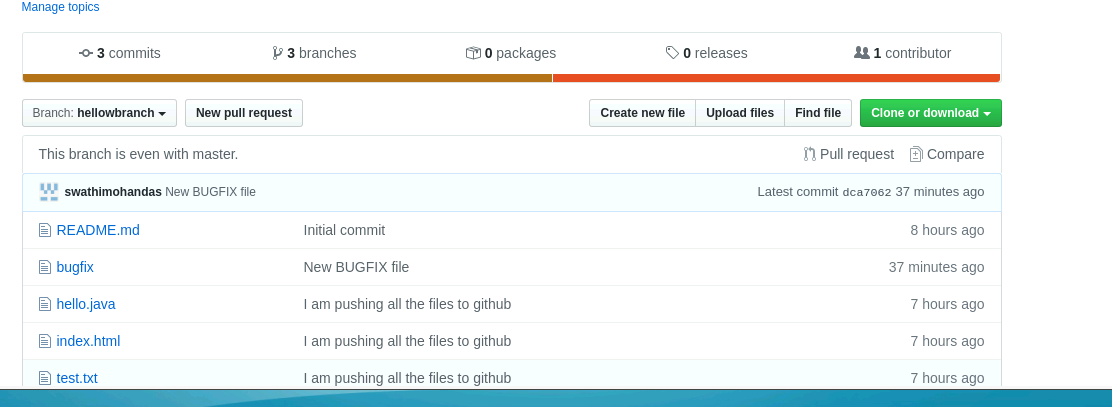 Manage topics
3 commits 3 branches 0 packages 0 releases 1 contributor
Branch: hellowbranch New pull request Create new file Upload files Find file Clone or download
This branch is even with master. Pull request Compare
swathimohandas New BUGFIX file Latest commit dca7062 37 minutes ago
README.md Initial commit 8 hours ago
bugfix New BUGFIX file 37 minutes ago
hello.java I am pushing all the files to github 7 hours ago
index.html I am pushing all the files to github 7 hours ago
test.txt I am pushing all the files to github 7 hours ago